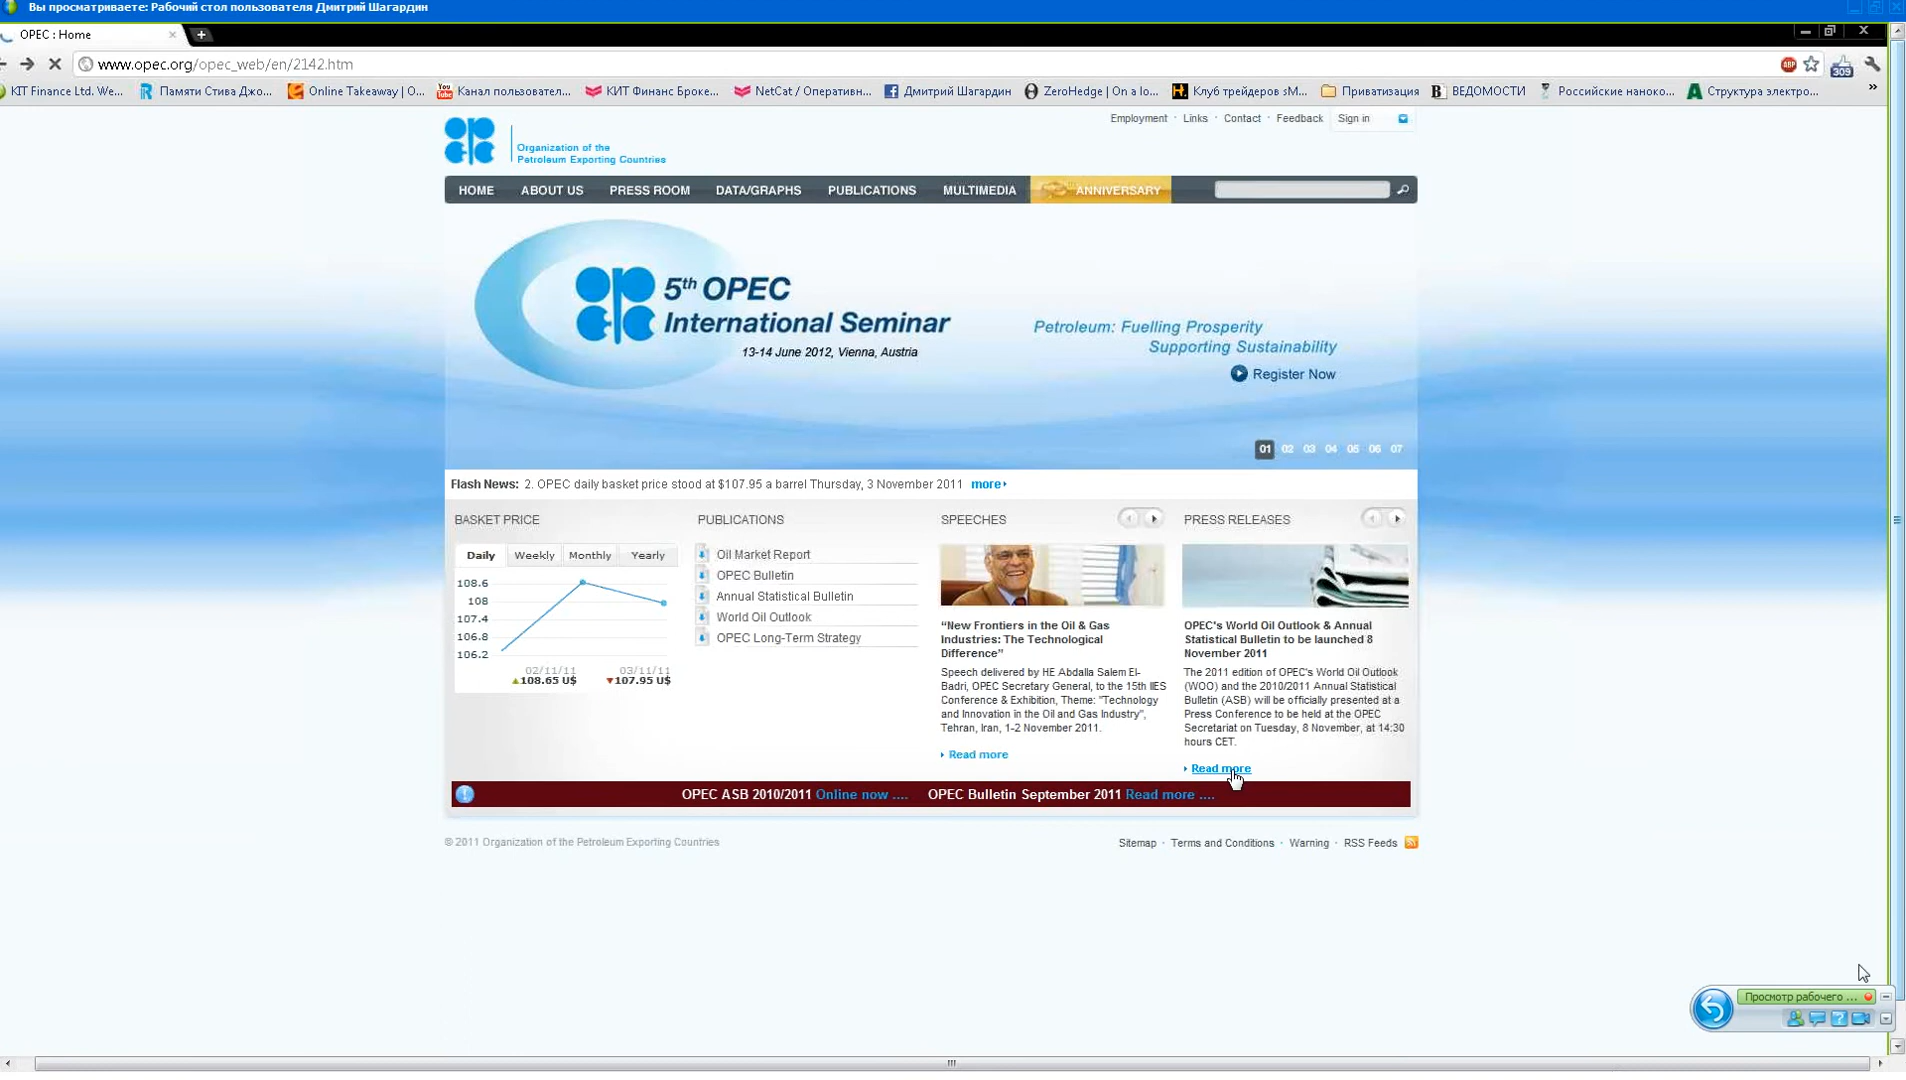 Вы просматриваете: Рабочий стол пользователя Дмитрий Шагардин
OPEC : Home
www.opec.org/opec_web/en/2142.htm
ABP
309
KIT Finance Ltd. We...
Памяти Стива Джо...
Online Takeaway | O...
Канал пользовател...
КИТ Финанс Броке...
NetCat / Оперативн...
Дмитрий Шагардин
ZeroHedge | On a lo...
Клуб трейдеров sM...
Приватизация
ВЕДОМОСТИ
Российские наноко...
Структура электро...
Employment · Links · Contact · Feedback
Sign in
Organization of the
Petroleum Exporting Countries
HOME ABOUT US PRESS ROOM DATA/GRAPHS PUBLICATIONS MULTIMEDIA ANNIVERSARY
5th OPEC
International Seminar
13-14 June 2012, Vienna, Austria
Petroleum: Fuelling Prosperity
Supporting Sustainability
Register Now
01 02 03 04 05 06 07
Flash News: 2. OPEC daily basket price stood at $107.95 a barrel Thursday, 3 November 2011 more
BASKET PRICE
Daily Weekly Monthly Yearly
108.6
108
107.4
106.8
106.2
02/11/11 03/11/11
108.65 U$ 107.95 U$
PUBLICATIONS
Oil Market Report
OPEC Bulletin
Annual Statistical Bulletin
World Oil Outlook
OPEC Long-Term Strategy
SPEECHES
“New Frontiers in the Oil & Gas
Industries: The Technological
Difference”
Speech delivered by HE Abdalla Salem El-
Badri, OPEC Secretary General, to the 15th IIES
Conference & Exhibition, Theme: "Technology
and Innovation in the Oil and Gas Industry",
Tehran, Iran, 1-2 November 2011.
Read more
PRESS RELEASES
OPEC's World Oil Outlook & Annual
Statistical Bulletin to be launched 8
November 2011
The 2011 edition of OPEC's World Oil Outlook
(WOO) and the 2010/2011 Annual Statistical
Bulletin (ASB) will be officially presented at a
Press Conference to be held at the OPEC
Secretariat on Tuesday, 8 November, at 14:30
hours CET.
Read more
OPEC ASB 2010/2011 Online now .... OPEC Bulletin September 2011 Read more ....
© 2011 Organization of the Petroleum Exporting Countries
Sitemap · Terms and Conditions · Warning · RSS Feeds
Просмотр рабочего ...